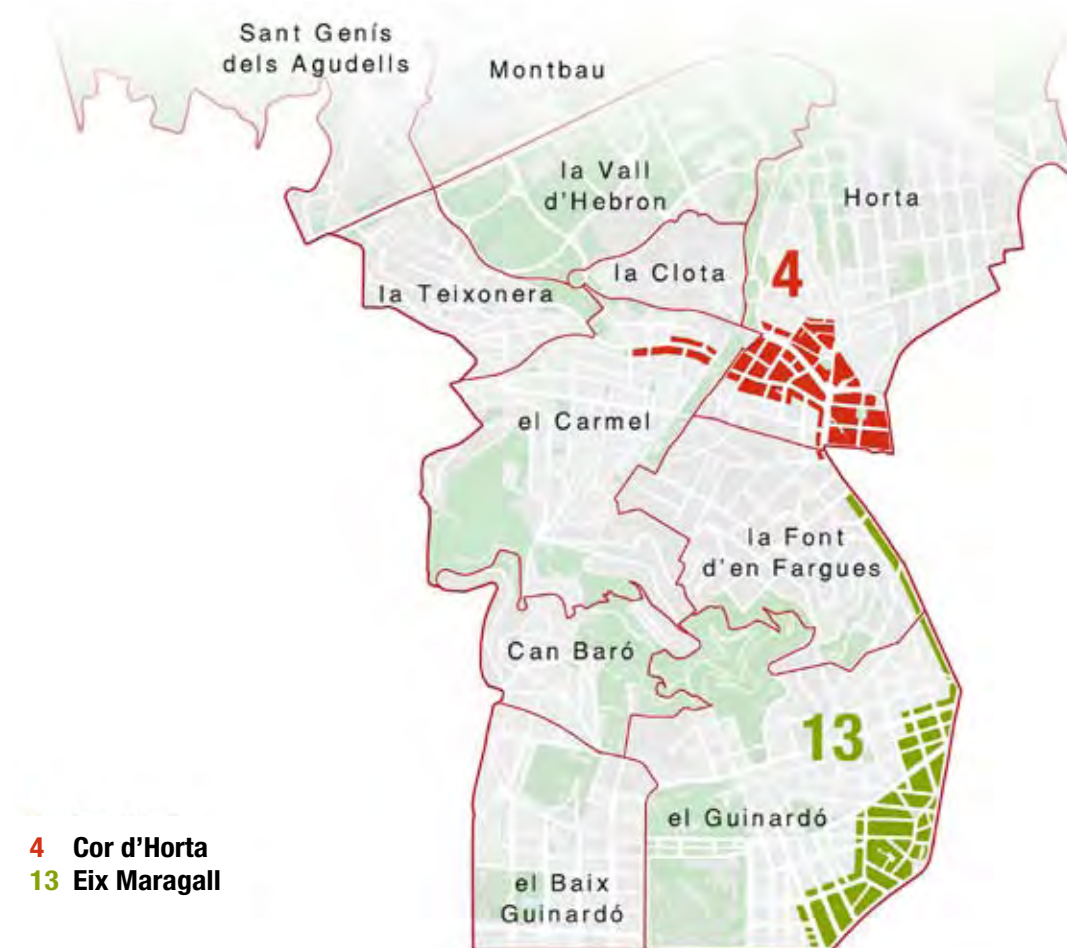 Sant Genís
dels Agudells
Montbau
la Vall
d'Hebron
Horta
la Clota
4
la Teixonera
el Carmel
la Font
d'en Fargues
Can Baró
13
el Guinardó
el Baix
Guinardó
4 Cor d'Horta
13 Eix Maragall